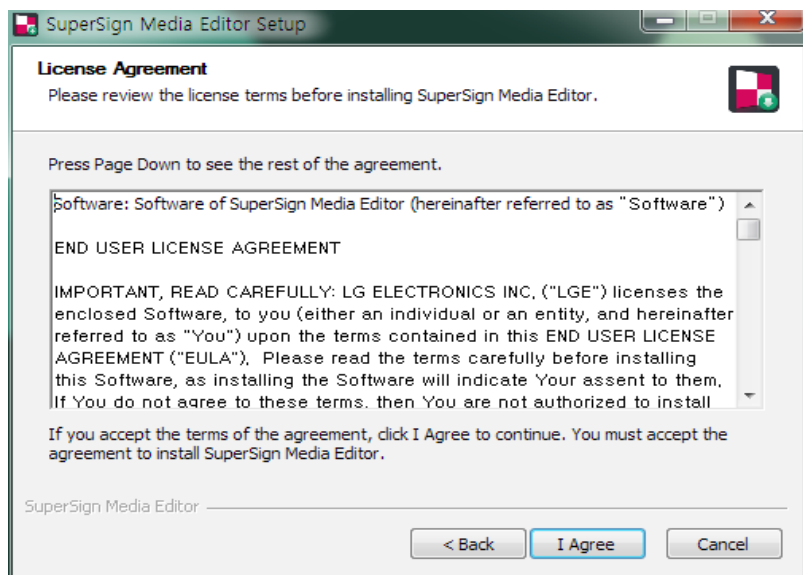 SuperSign Media Editor Setup
License Agreement
Please review the license terms before installing SuperSign Media Editor.
Press Page Down to see the rest of the agreement.
Software: Software of SuperSign Media Editor (hereinafter referred to as "Software")
END USER LICENSE AGREEMENT
IMPORTANT, READ CAREFULLY: LG ELECTRONICS INC, ("LGE") licenses the
enclosed Software, to you (either an individual or an entity, and hereinafter
referred to as "You") upon the terms contained in this END USER LICENSE
AGREEMENT ("EULA"), Please read the terms carefully before installing
this Software, as installing the Software will indicate Your assent to them,
If You do not agree to these terms, then You are not authorized to install
If you accept the terms of the agreement, click I Agree to continue. You must accept the
agreement to install SuperSign Media Editor.
SuperSign Media Editor
< Back I Agree Cancel